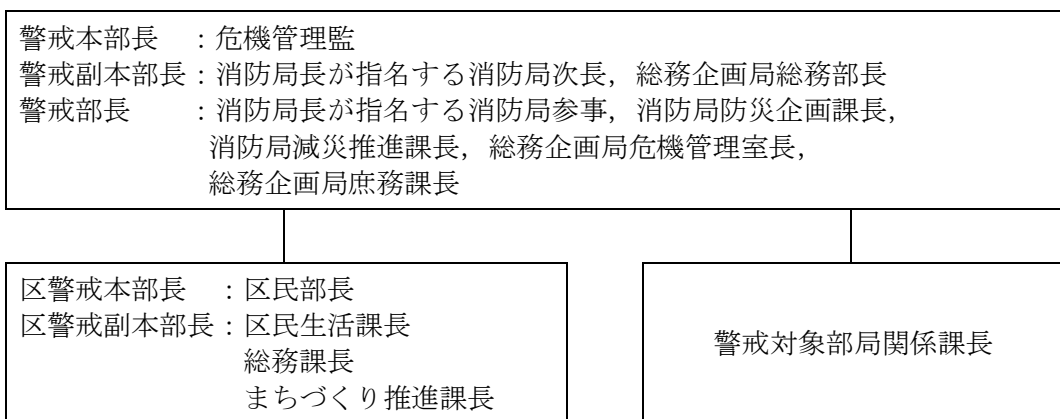 警戒本部長　：危機管理監
警戒副本部長：消防局長が指名する消防局次長，総務企画局総務部長
警戒部長　　：消防局長が指名する消防局参事，消防局防災企画課長，
消防局減災推進課長，総務企画局危機管理室長，
総務企画局庶務課長
区警戒本部長　：区民部長
区警戒副本部長：区民生活課長
総務課長
まちづくり推進課長
警戒対象部局関係課長